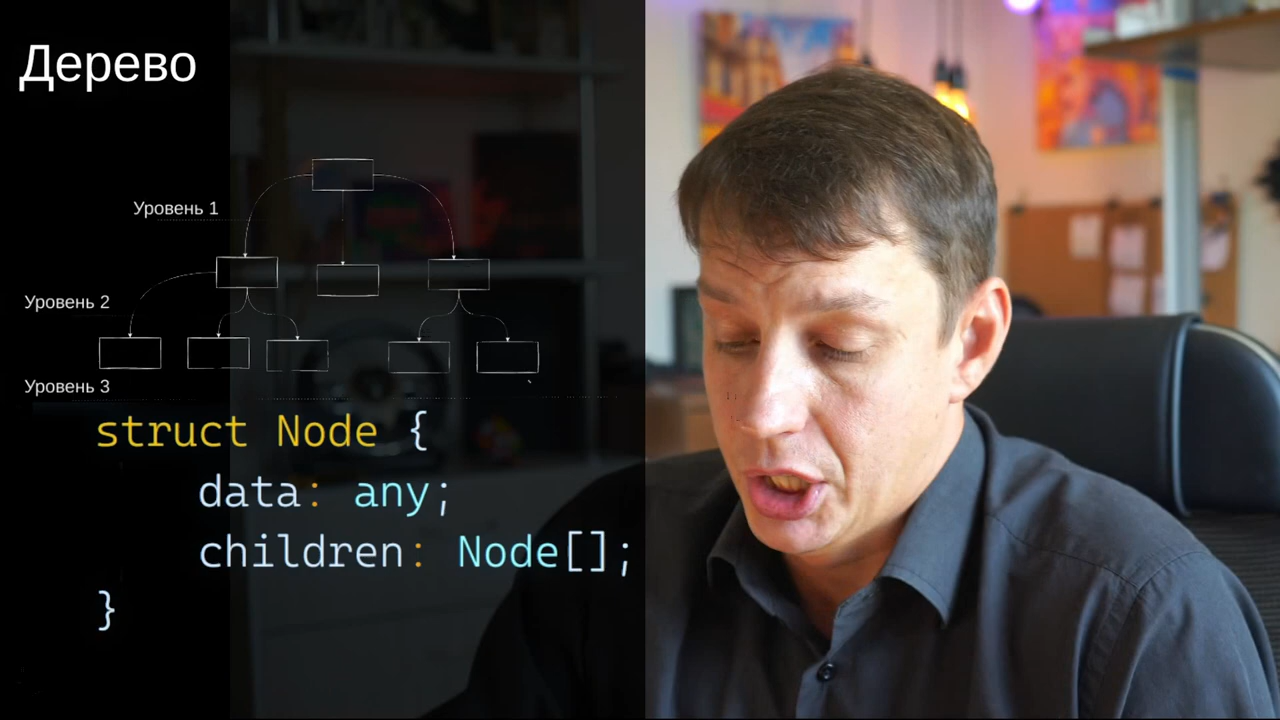 Дерево
Уровень 1
Уровень 2
Уровень 3
struct Node {
data: any;
children: Node[];
}